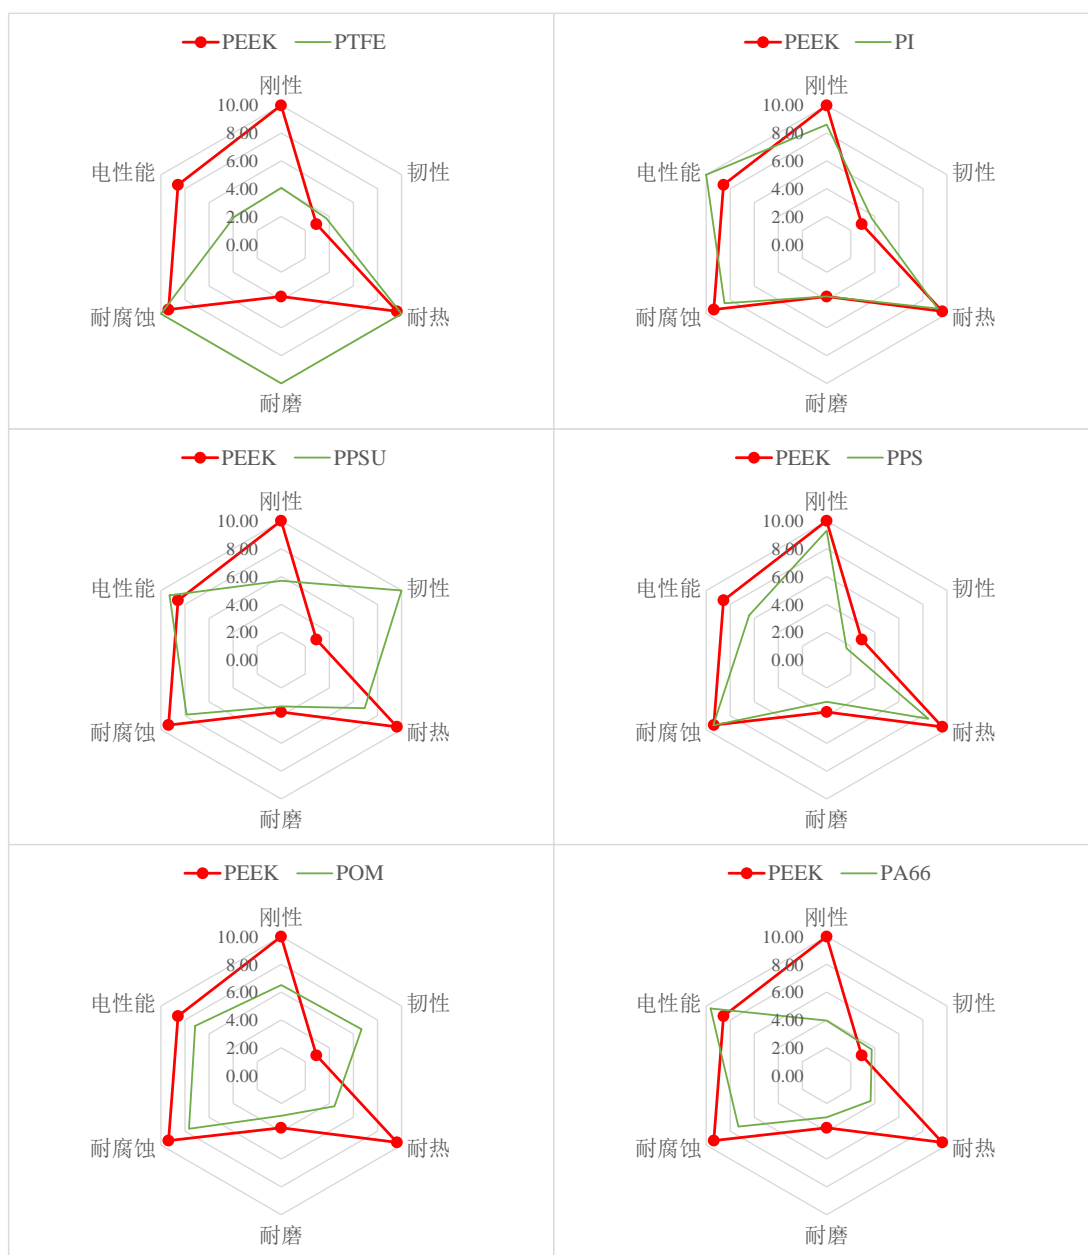 PEEK PTFE
刚性
10.00
8.00
6.00
4.00
2.00
0.00
韧性
耐热
耐磨
耐腐蚀
电性能
PEEK PI
刚性
10.00
8.00
6.00
4.00
2.00
0.00
韧性
耐热
耐磨
耐腐蚀
电性能
PEEK PPSU
刚性
10.00
8.00
6.00
4.00
2.00
0.00
韧性
耐热
耐磨
耐腐蚀
电性能
PEEK PPS
刚性
10.00
8.00
6.00
4.00
2.00
0.00
韧性
耐热
耐磨
耐腐蚀
电性能
PEEK POM
刚性
10.00
8.00
6.00
4.00
2.00
0.00
韧性
耐热
耐磨
耐腐蚀
电性能
PEEK PA66
刚性
10.00
8.00
6.00
4.00
2.00
0.00
韧性
耐热
耐磨
耐腐蚀
电性能